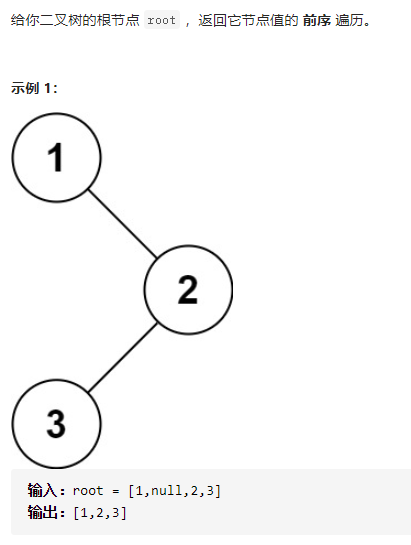 给你二叉树的根节点 root ，返回它节点值的 前序 遍历。
示例 1：
1
2
3
输入：root = [1,null,2,3]
输出：[1,2,3]